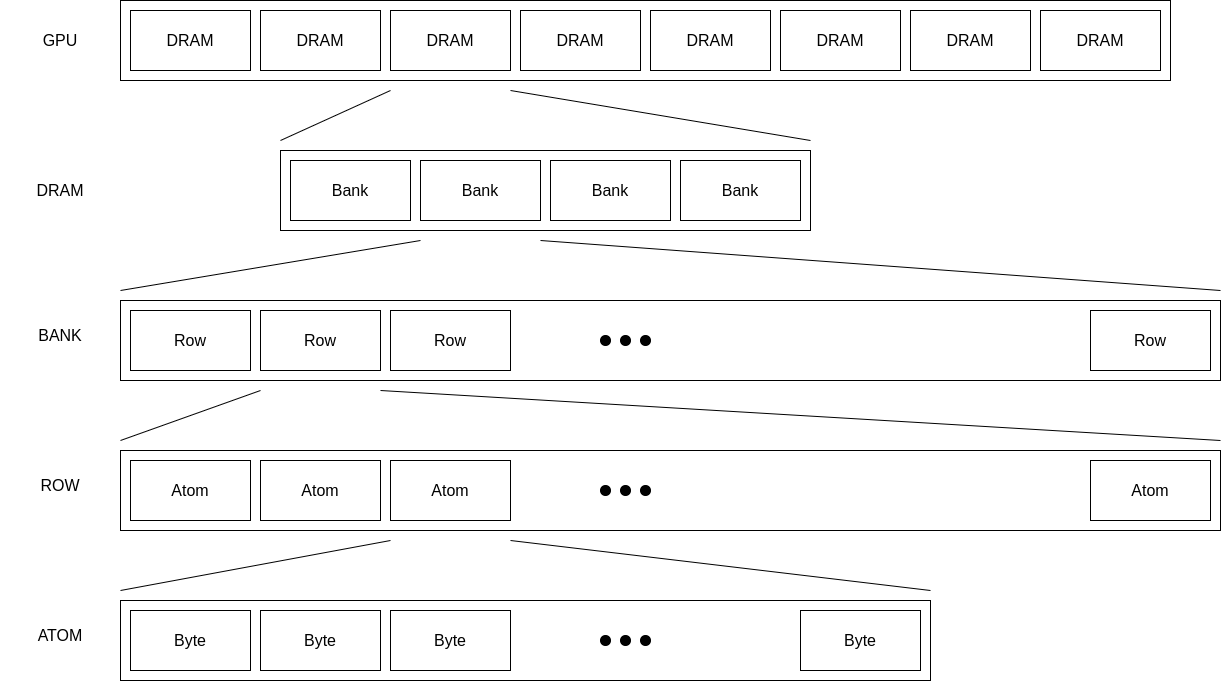 GPU DRAM DRAM DRAM DRAM DRAM DRAM DRAM DRAM
DRAM Bank Bank Bank Bank
BANK Row Row Row Row
ROW Atom Atom Atom Atom
ATOM Byte Byte Byte Byte